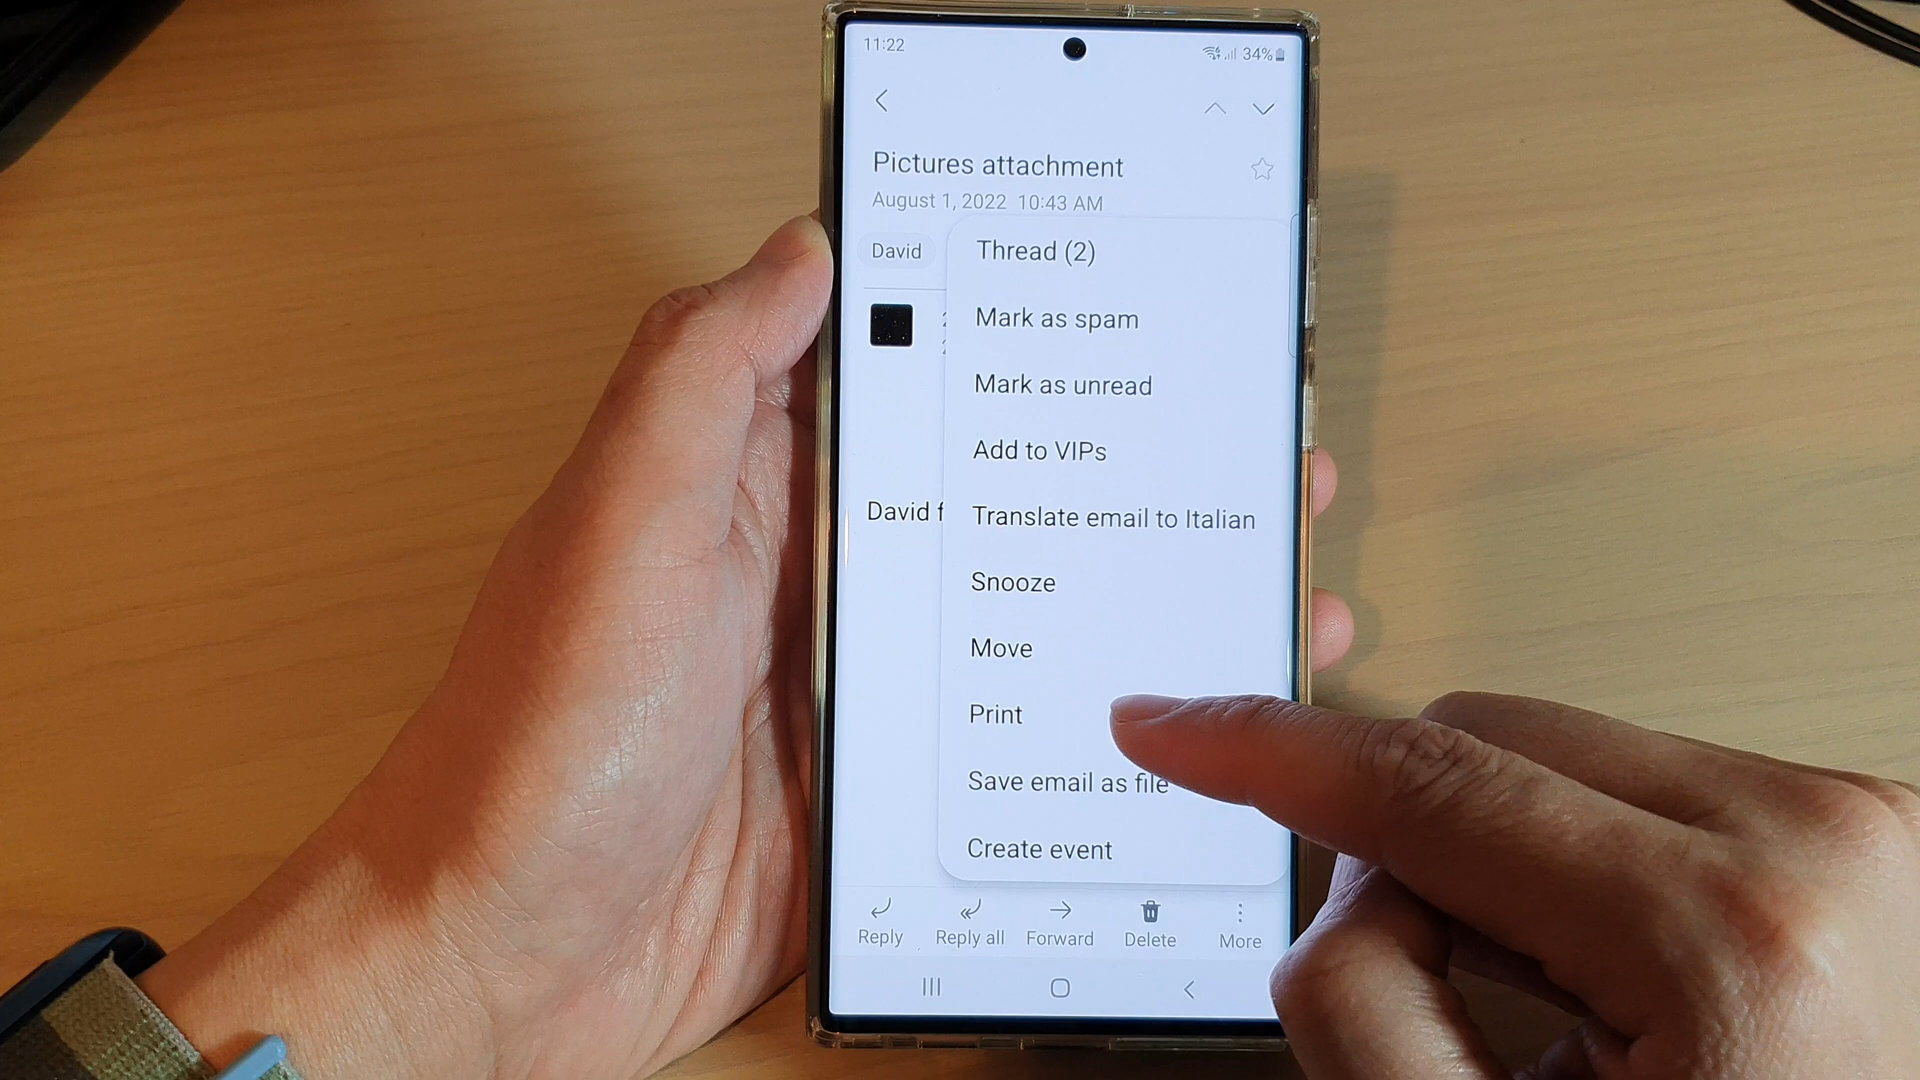 11:22
34%
Pictures attachment
August 1, 2022 10:43 AM
David
Thread (2)
Mark as spam
Mark as unread
Add to VIPs
David f
Translate email to Italian
Snooze
Move
Print
Save email as file
Create event
Reply
Reply all
Forward
Delete
More